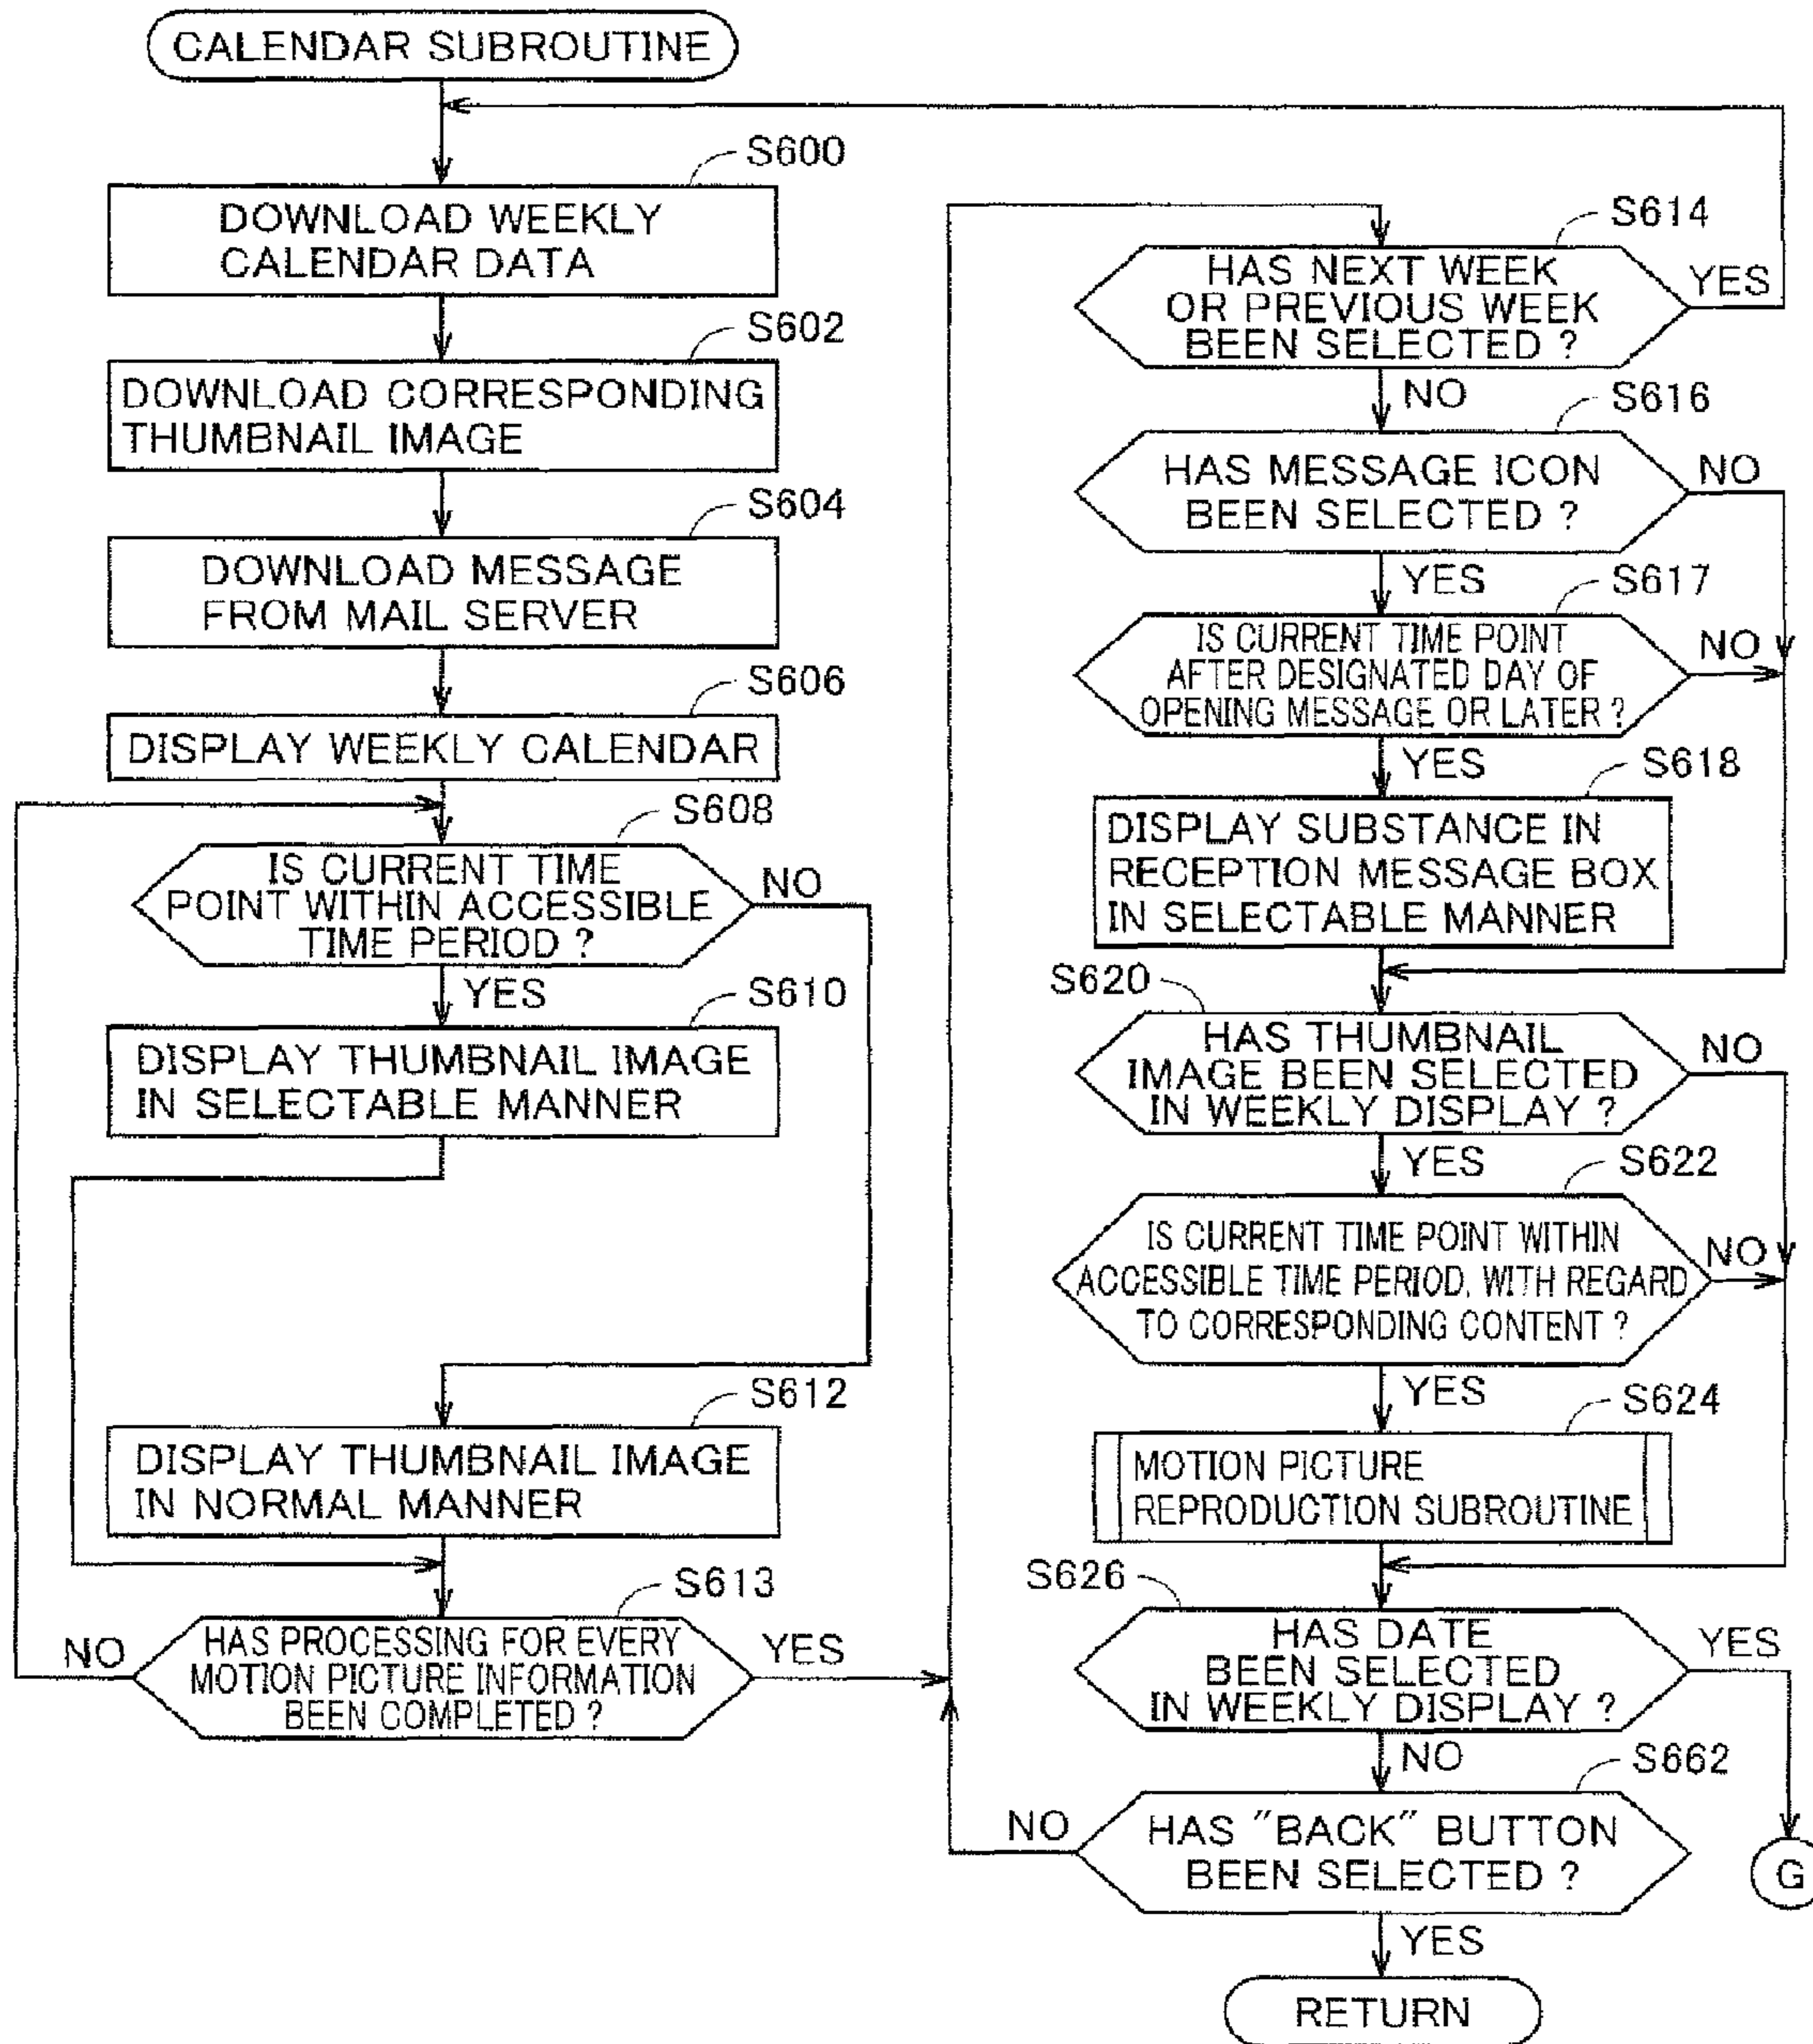 CALENDAR SUBROUTINE
S600
DOWNLOAD WEEKLY
CALENDAR DATA
S602
DOWNLOAD CORRESPONDING
THUMBNAIL IMAGE
S604
DOWNLOAD MESSAGE
FROM MAIL SERVER
S606
DISPLAY WEEKLY CALENDAR
S608
IS CURRENT TIME
POINT WITHIN ACCESSIBLE
TIME PERIOD ?
NO
YES
S610
DISPLAY THUMBNAIL IMAGE
IN SELECTABLE MANNER
S612
DISPLAY THUMBNAIL IMAGE
IN NORMAL MANNER
S613
NO
HAS PROCESSING FOR EVERY
MOTION PICTURE INFORMATION
BEEN COMPLETED ?
YES
S614
HAS NEXT WEEK
OR PREVIOUS WEEK
BEEN SELECTED ?
YES
NO
S616
HAS MESSAGE ICON
BEEN SELECTED ?
NO
YES
S617
IS CURRENT TIME POINT
AFTER DESIGNATED DAY OF
OPENING MESSAGE OR LATER ?
NO
YES
S618
DISPLAY SUBSTANCE IN
RECEPTION MESSAGE BOX
IN SELECTABLE MANNER
S620
HAS THUMBNAIL
IMAGE BEEN SELECTED
IN WEEKLY DISPLAY ?
NO
YES
S622
IS CURRENT TIME POINT WITHIN
ACCESSIBLE TIME PERIOD, WITH REGARD
TO CORRESPONDING CONTENT ?
NO
YES
S624
MOTION PICTURE
REPRODUCTION SUBROUTINE
S626
HAS DATE
BEEN SELECTED
IN WEEKLY DISPLAY ?
YES
NO
S662
NO
HAS "BACK" BUTTON
BEEN SELECTED ?
G
YES
RETURN